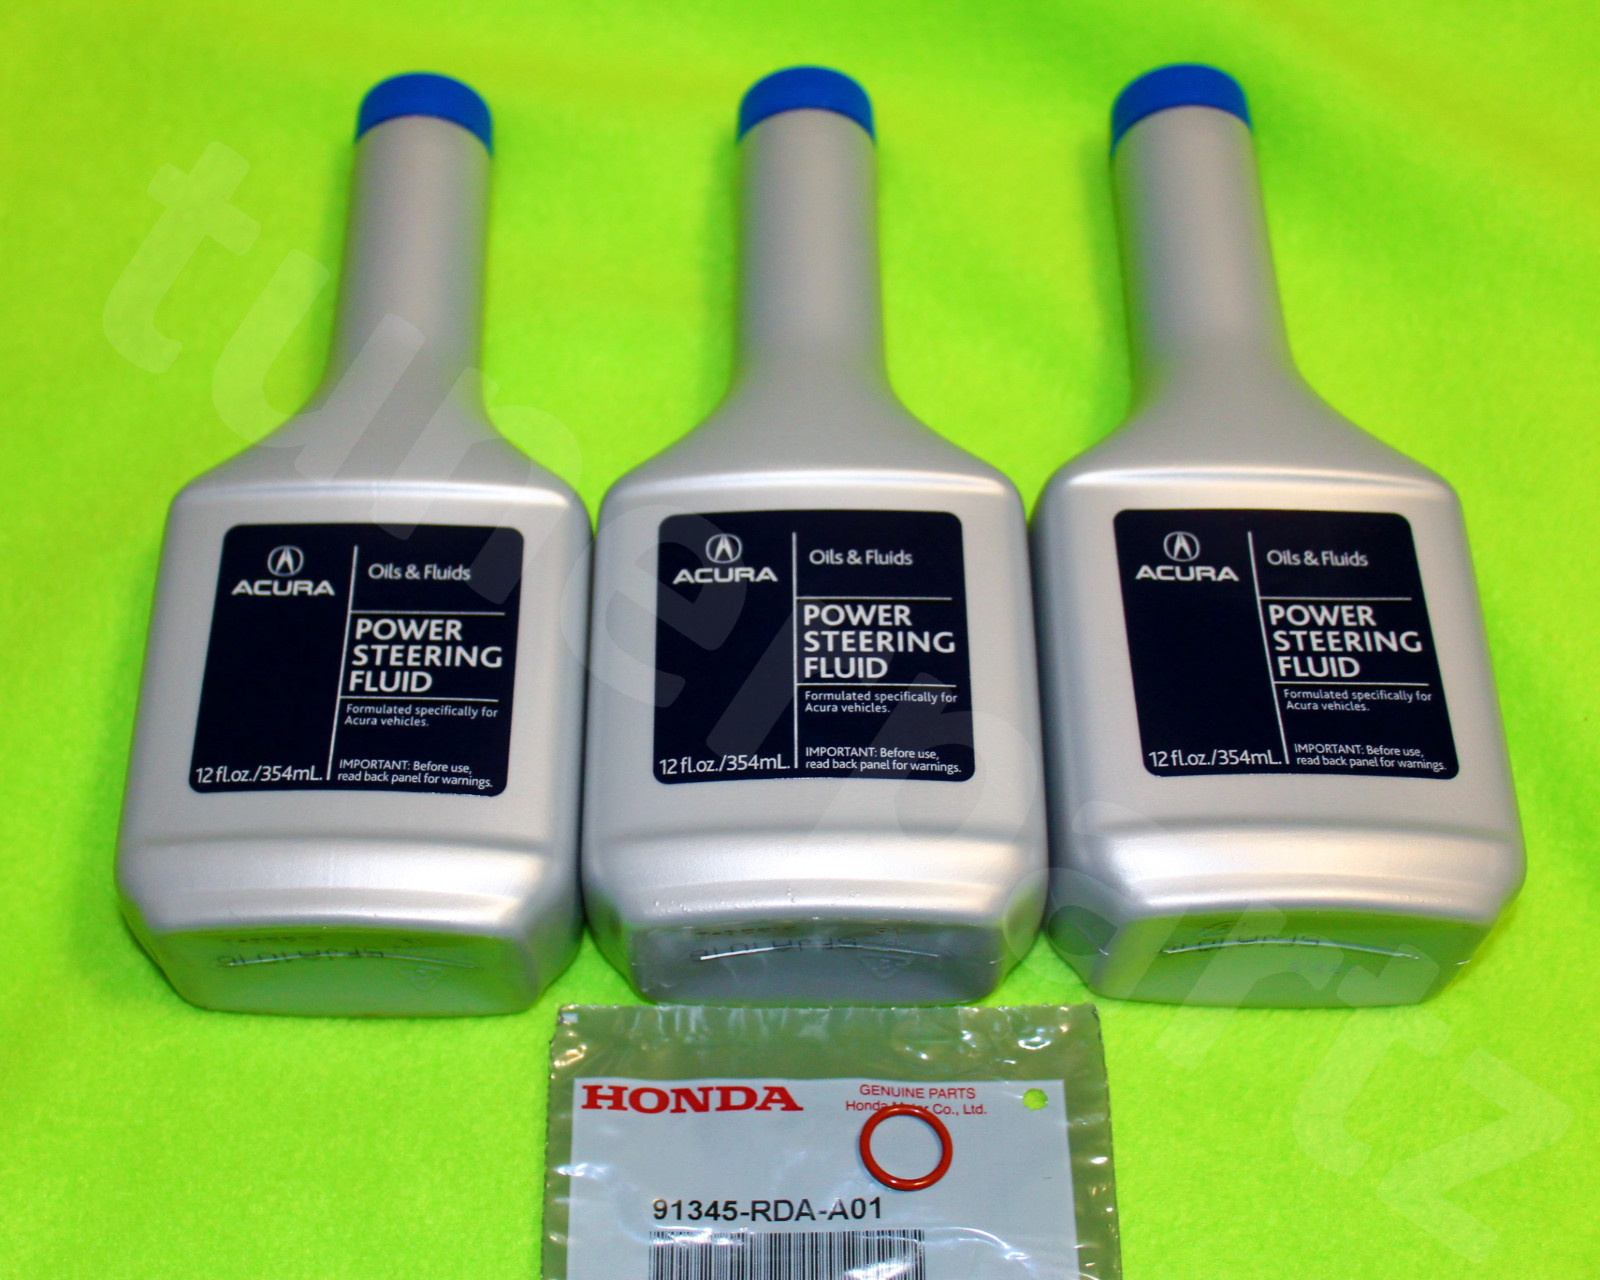 ACURA
Oils & Fluids
POWER
STEERING
FLUID
Formulated specifically for
Acura vehicles.
12 fl.oz./354mL.
IMPORTANT: Before use,
read back panel for warnings.
ACURA
Oils & Fluids
POWER
STEERING
FLUID
Formulated specifically for
Acura vehicles.
12 fl.oz./354mL.
IMPORTANT: Before use,
read back panel for warnings.
ACURA
Oils & Fluids
POWER
STEERING
FLUID
Formulated specifically for
Acura vehicles.
12 fl.oz./354mL.
IMPORTANT: Before use,
read back panel for warnings.
HONDA
GENUINE PARTS
Honda Motor Co., Ltd.
91345-RDA-A01
tunelpartz